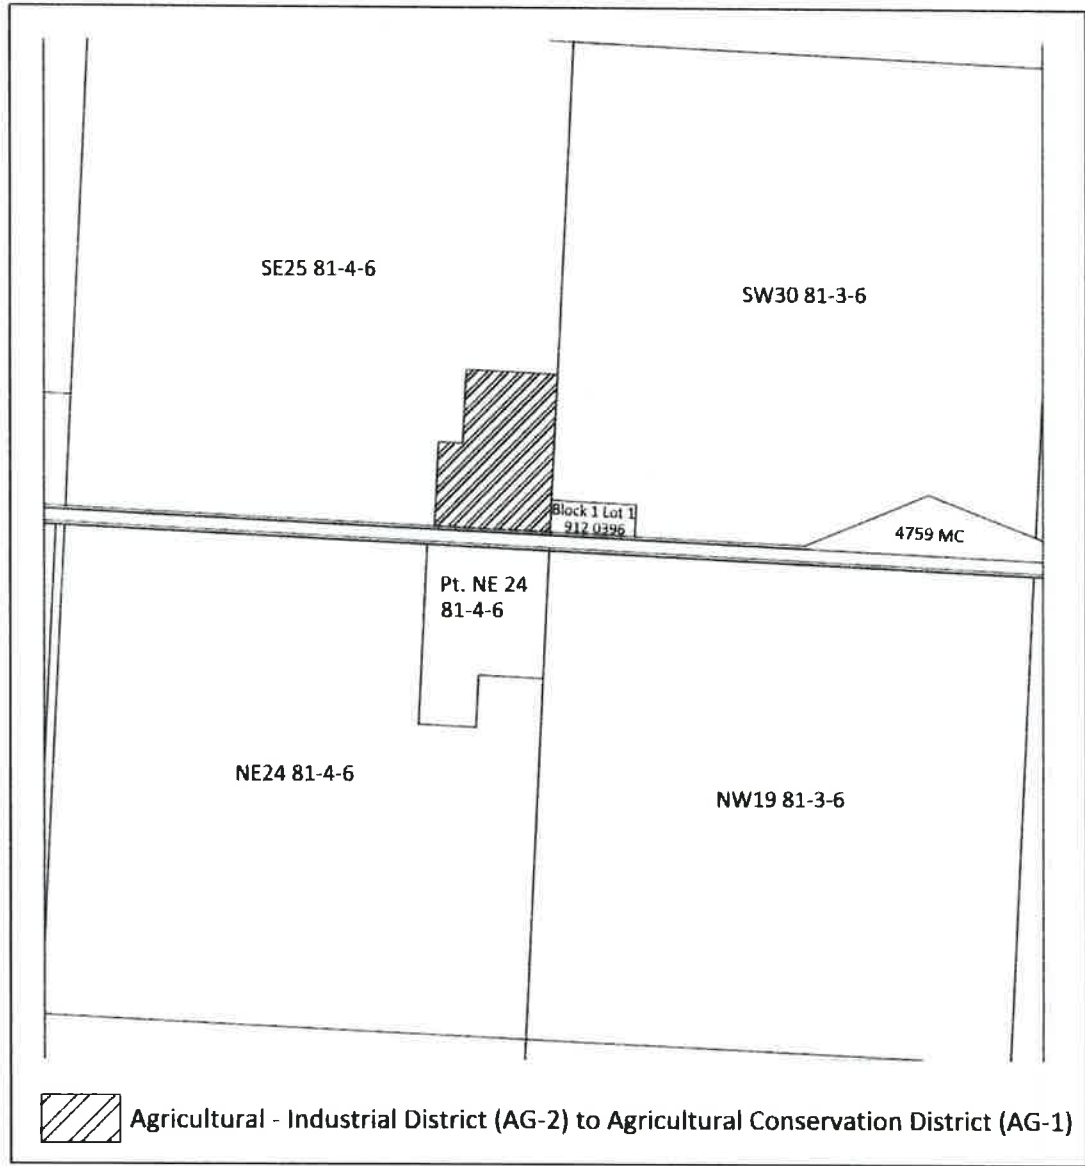 SE25 81-4-6
SW30 81-3-6
Block 1 Lot 1
912 0396
4759 MC
Pt. NE 24
81-4-6
NE24 81-4-6
NW19 81-3-6
Agricultural - Industrial District (AG-2) to Agricultural Conservation District (AG-1)